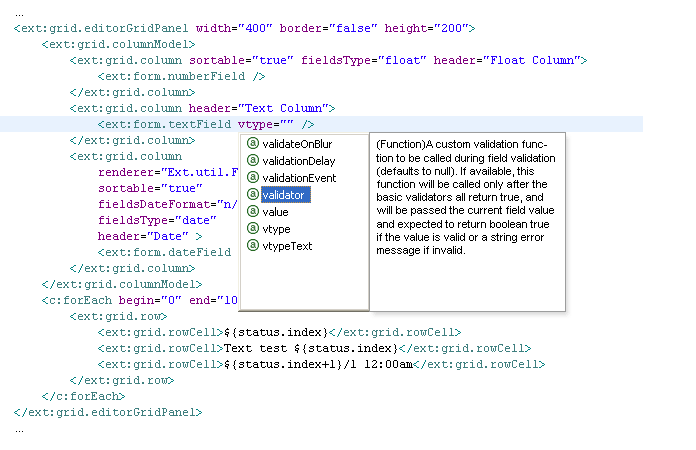 ...
<ext:grid.editorGridPanel width="400" border="false" height="200">
<ext:grid.columnModel>
<ext:grid.column sortable="true" fieldsType="float" header="Float Column">
<ext:form.numberField />
</ext:grid.column>
<ext:grid.column header="Text Column">
<ext:form.textField vtype="" />
</ext:grid.column>
<ext:grid.column
renderer="Ext.util.F
sortable="true"
fieldsDateFormat="n/
fieldsType="date"
header="Date" >
<ext:form.dateField
</ext:grid.column>
</ext:grid.columnModel>
<c:forEach begin="0" end="10
<ext:grid.row>
<ext:grid.rowCell>${status.index}</ext:grid.rowCell>
<ext:grid.rowCell>Text test ${status.index}</ext:grid.rowCell>
<ext:grid.rowCell>${status.index+1}/1 12:00am</ext:grid.rowCell>
</ext:grid.row>
</c:forEach>
</ext:grid.editorGridPanel>
...
a validateOnBlur
a validationDelay
a validationEvent
a validator
a value
a vtype
a vtypeText
(Function)A custom validation func-
tion to be called during field validation
(defaults to null). If available, this
function will be called only after the
basic validators all return true, and
will be passed the current field value
and expected to return boolean true
if the value is valid or a string error
message if invalid.